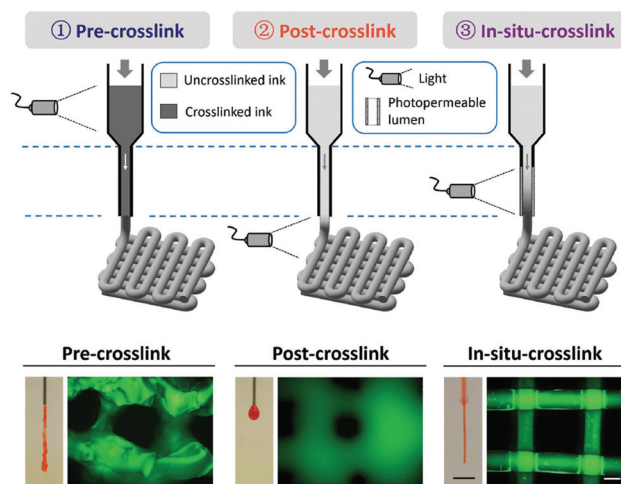 ① Pre-crosslink
② Post-crosslink
③ In-situ-crosslink
Uncrosslinked ink
Crosslinked ink
Light
Photopermeable
lumen
Pre-crosslink
Post-crosslink
In-situ-crosslink